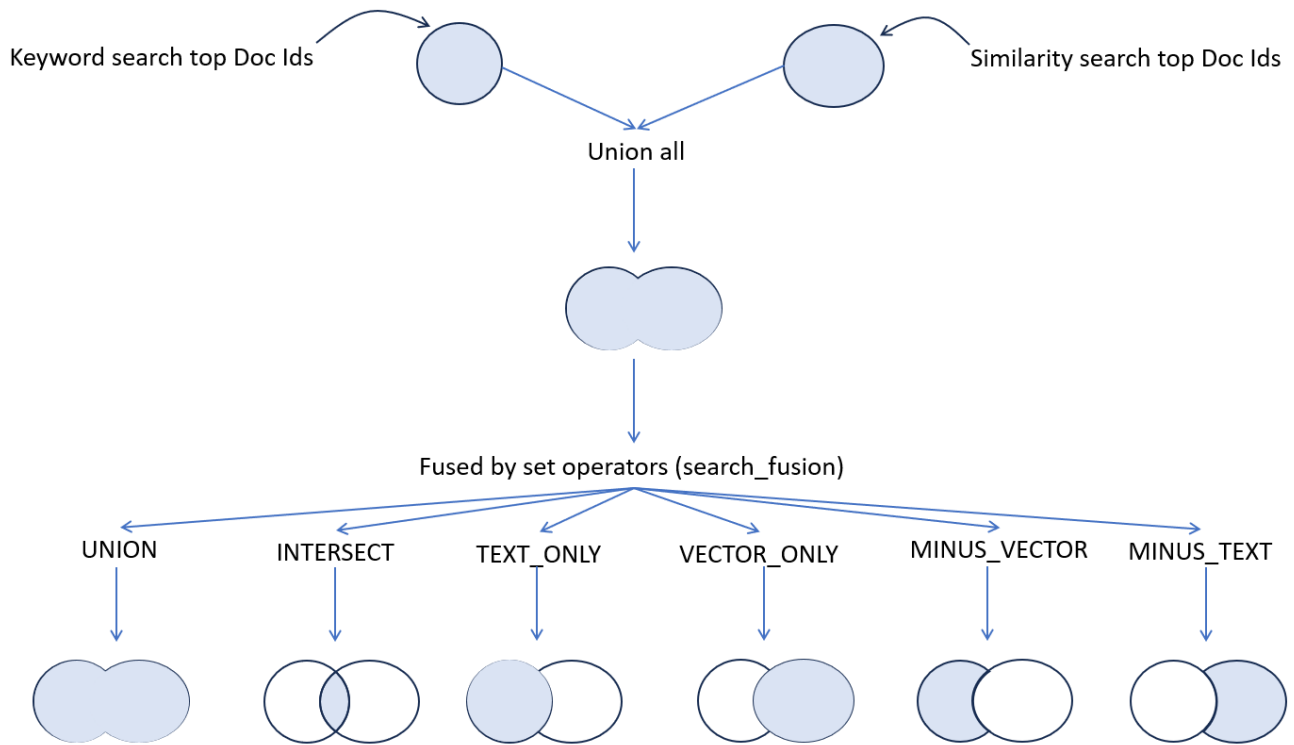 Keyword search top Doc Ids
Similarity search top Doc Ids
Union all
Fused by set operators (search_fusion)
UNION
INTERSECT
TEXT_ONLY
VECTOR_ONLY
MINUS_VECTOR
MINUS_TEXT